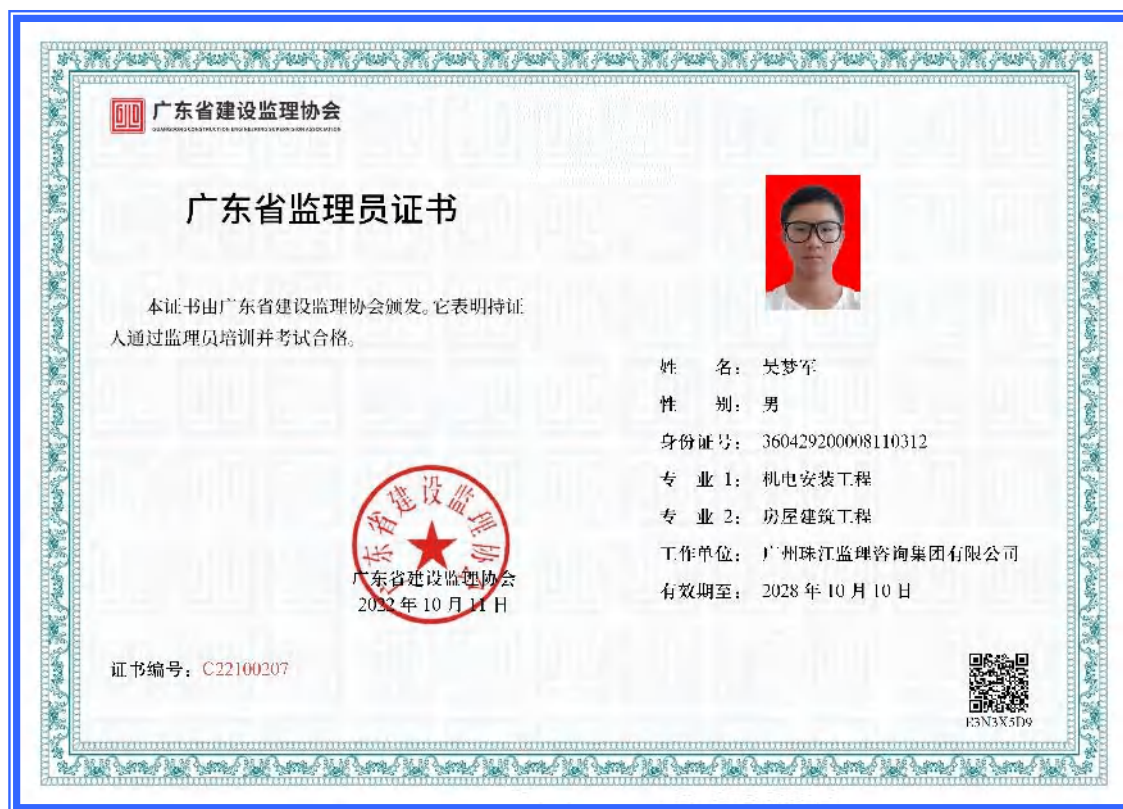 广东省建设监理协会
GUANGDONG CONSTRUCTION ENGINEERING SUPERVISION ASSOCIATION
广东省监理员证书
本证书由广东省建设监理协会颁发。它表明持证
人通过监理员培训并考试合格。
姓 名： 吴梦军
性 别： 男
身份证号： 360429200008110312
专 业 1： 机电安装工程
专 业 2： 房屋建筑工程
工作单位： 广州珠江监理咨询集团有限公司
有效期至： 2028 年 10 月 10 日
广东省建设监理协会
广东省建设监理协会
2022 年 10 月 11 日
证书编号：C22100207
E3N3X5D9